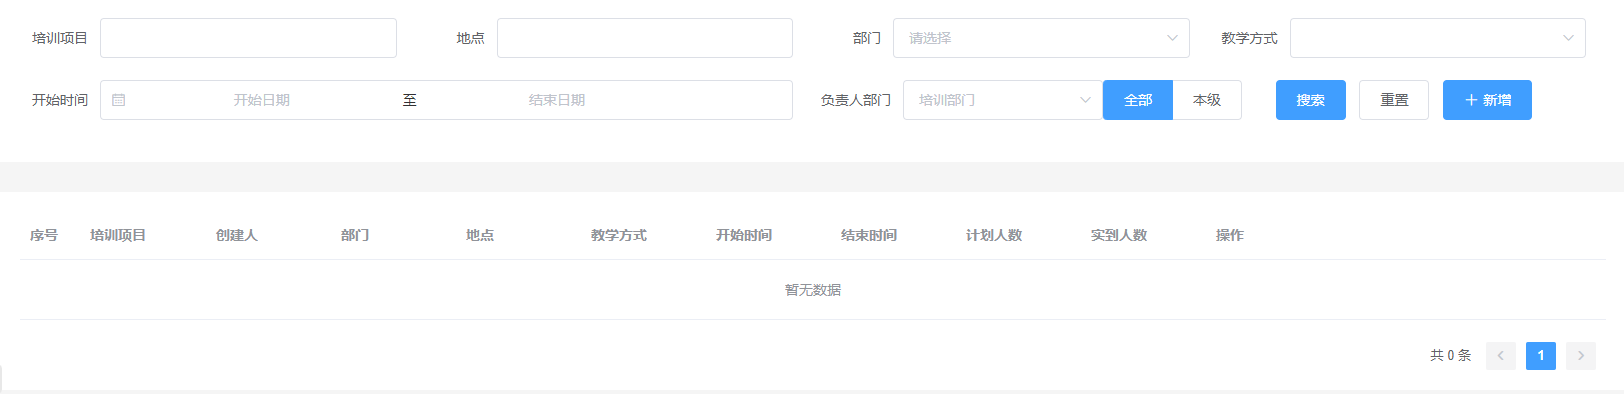 培训项目 地点 部门 请选择 教学方式
开始时间 开始日期 至 结束日期 负责人部门 培训部门 全部 本级 搜索 重置 新增
序号 培训项目 创建人 部门 地点 教学方式 开始时间 结束时间 计划人数 实到人数 操作
暂无数据
共 0 条 1